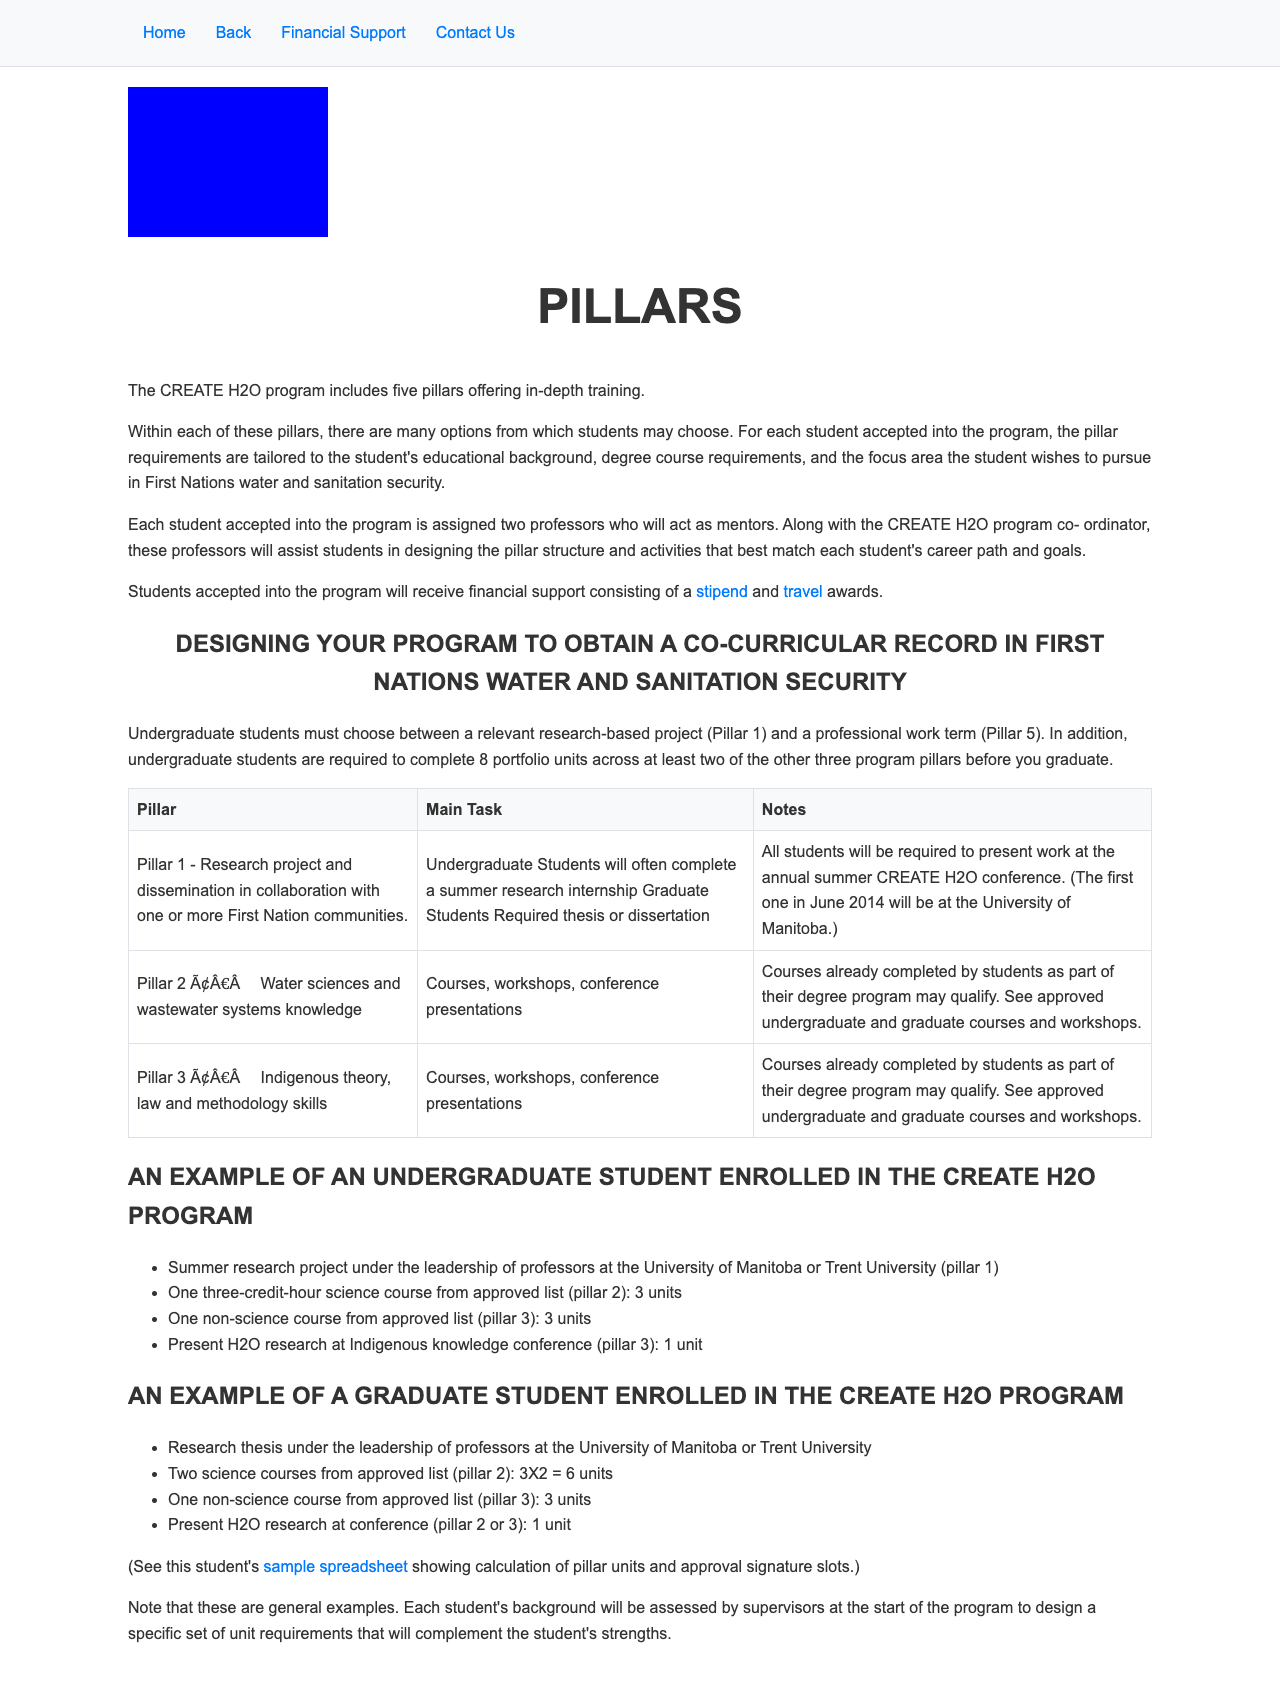 Home Back Financial Support Contact Us
PILLARS
The CREATE H2O program includes five pillars offering in-depth training.
Within each of these pillars, there are many options from which students may choose. For each student accepted into the program, the pillar
requirements are tailored to the student's educational background, degree course requirements, and the focus area the student wishes to pursue
in First Nations water and sanitation security.
Each student accepted into the program is assigned two professors who will act as mentors. Along with the CREATE H2O program co- ordinator,
these professors will assist students in designing the pillar structure and activities that best match each student's career path and goals.
Students accepted into the program will receive financial support consisting of a stipend and travel awards.
DESIGNING YOUR PROGRAM TO OBTAIN A CO-CURRICULAR RECORD IN FIRST
NATIONS WATER AND SANITATION SECURITY
Undergraduate students must choose between a relevant research-based project (Pillar 1) and a professional work term (Pillar 5). In addition,
undergraduate students are required to complete 8 portfolio units across at least two of the other three program pillars before you graduate.
Pillar Main Task Notes
Pillar 1 - Research project and
dissemination in collaboration with
one or more First Nation communities.
Undergraduate Students will often complete
a summer research internship Graduate
Students Required thesis or dissertation
All students will be required to present work at the
annual summer CREATE H2O conference. (The first
one in June 2014 will be at the University of
Manitoba.)
Pillar 2 Ã¢Â€Â Water sciences and
wastewater systems knowledge
Courses, workshops, conference
presentations
Courses already completed by students as part of
their degree program may qualify. See approved
undergraduate and graduate courses and workshops.
Pillar 3 Ã¢Â€Â Indigenous theory,
law and methodology skills
Courses, workshops, conference
presentations
Courses already completed by students as part of
their degree program may qualify. See approved
undergraduate and graduate courses and workshops.
AN EXAMPLE OF AN UNDERGRADUATE STUDENT ENROLLED IN THE CREATE H2O
PROGRAM
• Summer research project under the leadership of professors at the University of Manitoba or Trent University (pillar 1)
• One three-credit-hour science course from approved list (pillar 2): 3 units
• One non-science course from approved list (pillar 3): 3 units
• Present H2O research at Indigenous knowledge conference (pillar 3): 1 unit
AN EXAMPLE OF A GRADUATE STUDENT ENROLLED IN THE CREATE H2O PROGRAM
• Research thesis under the leadership of professors at the University of Manitoba or Trent University
• Two science courses from approved list (pillar 2): 3X2 = 6 units
• One non-science course from approved list (pillar 3): 3 units
• Present H2O research at conference (pillar 2 or 3): 1 unit
(See this student's sample spreadsheet showing calculation of pillar units and approval signature slots.)
Note that these are general examples. Each student's background will be assessed by supervisors at the start of the program to design a
specific set of unit requirements that will complement the student's strengths.